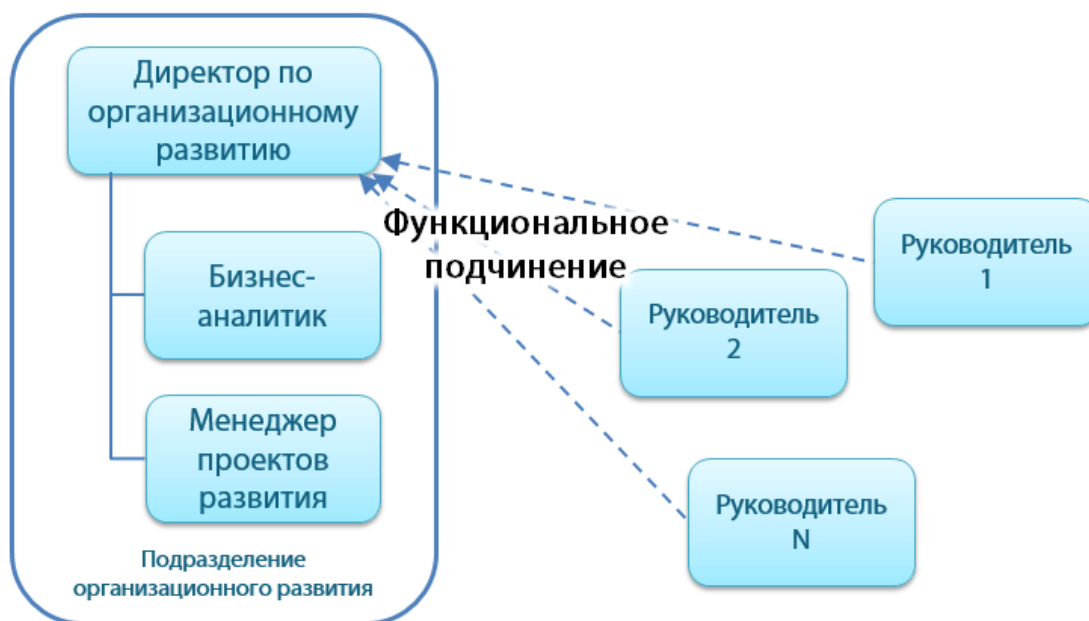 Директор по
организационному
развитию
Функциональное
подчинение
Руководитель
1
Бизнес-
аналитик
Руководитель
2
Менеджер
проектов
развития
Руководитель
N
Подразделение
организационного развития